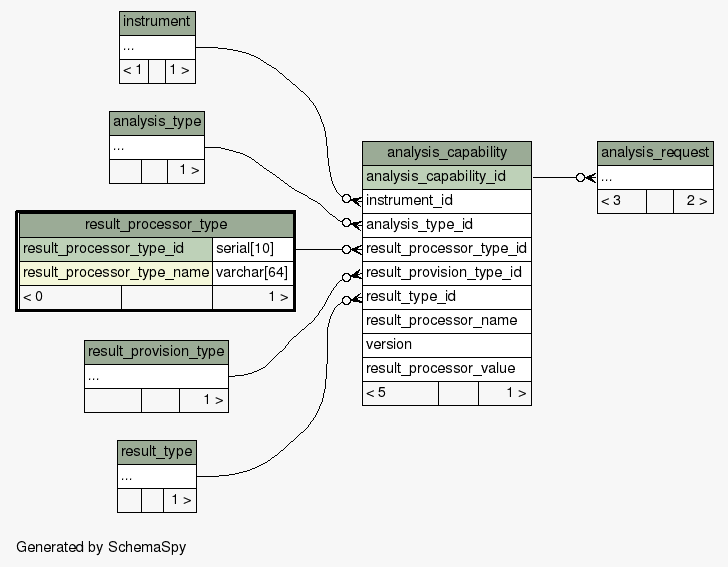 instrument
...
< 1 1 >
analysis_type
...
1 >
result_processor_type
result_processor_type_id serial[10]
result_processor_type_name varchar[64]
< 0 1 >
result_provision_type
...
1 >
result_type
...
1 >
analysis_capability
analysis_capability_id
instrument_id
analysis_type_id
result_processor_type_id
result_provision_type_id
result_type_id
result_processor_name
version
result_processor_value
< 5 1 >
analysis_request
...
< 3 2 >
Generated by SchemaSpy